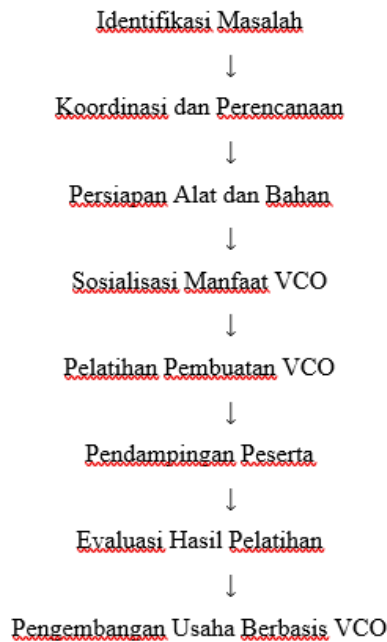 Identifikasi Masalah
↓
Koordinasi dan Perencanaan
↓
Persiapan Alat dan Bahan
↓
Sosialisasi Manfaat VCO
↓
Pelatihan Pembuatan VCO
↓
Pendampingan Peserta
↓
Evaluasi Hasil Pelatihan
↓
Pengembangan Usaha Berbasis VCO